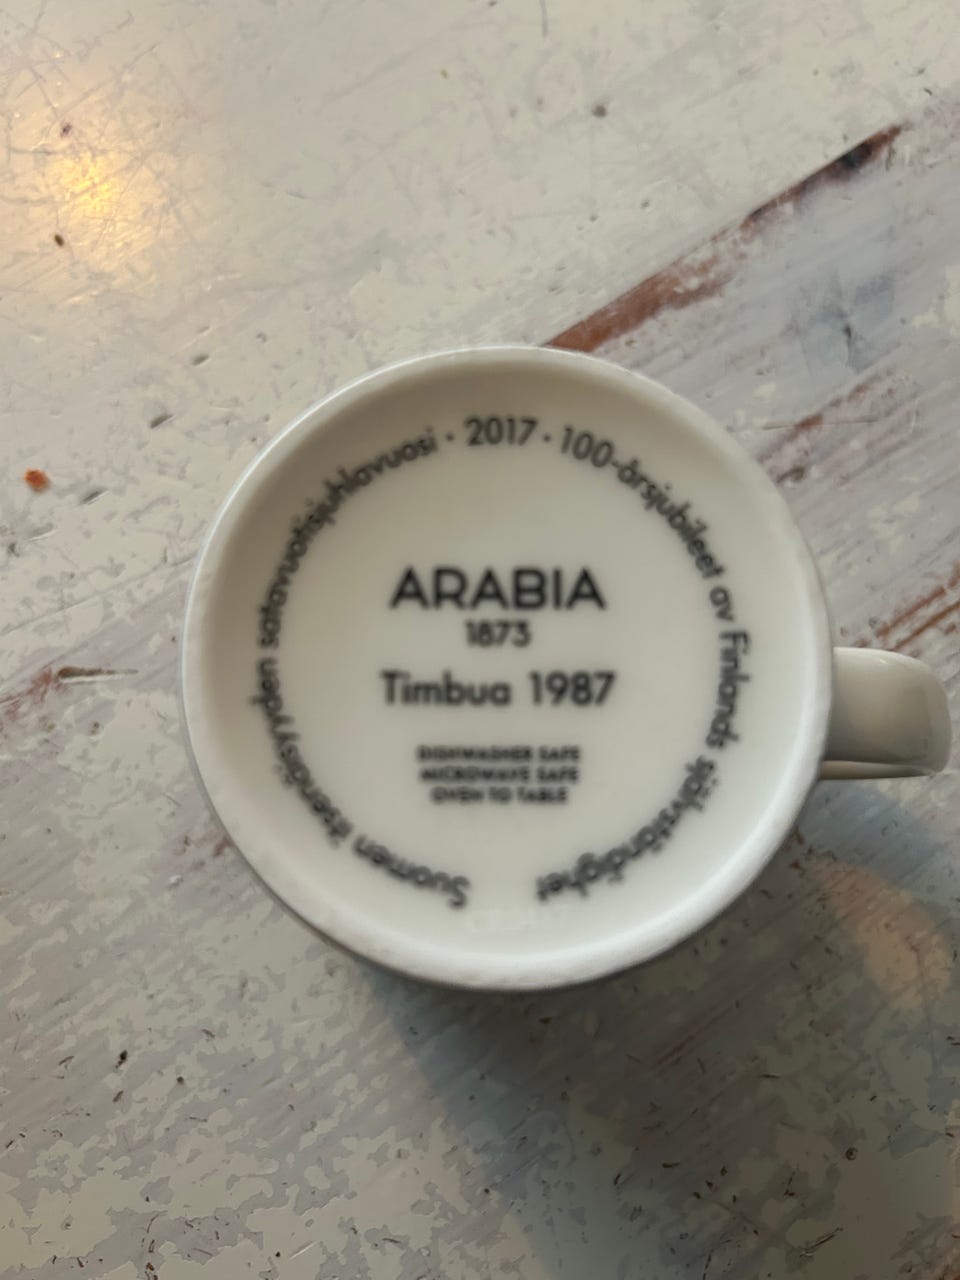 Suomen itsenäisyyden satavuotisjuhlavuosi · 2017 · 100-årsjubileet av Finlands självständighet
ARABIA
1873
Timbua 1987
DISHWASHER SAFE
MICROWAVE SAFE
OVEN TO TABLE